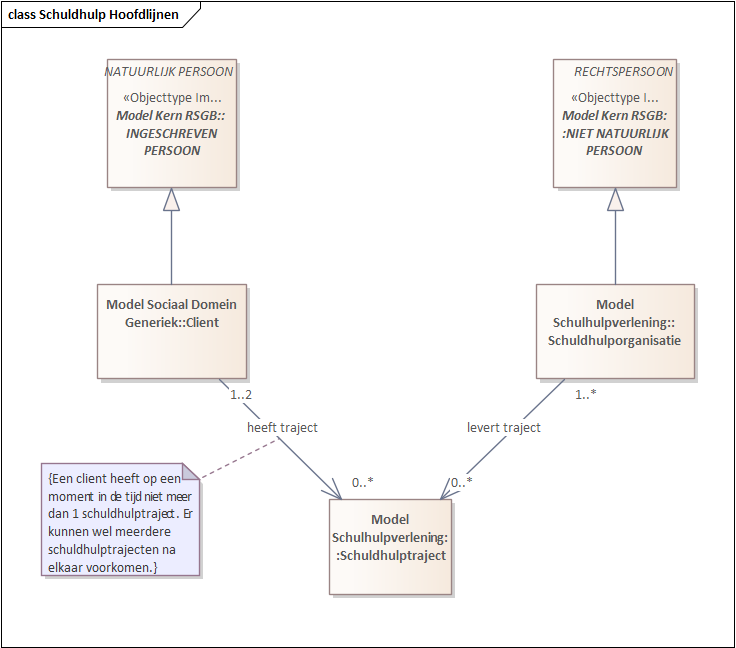 class Schuldhulp Hoofdlijnen
NATUURLIJK PERSOON
«Objecttype Im...
Model Kern RSGB::
INGESCHREVEN
PERSOON
RECHTSPERSOON
«Objecttype I...
Model Kern RSGB:
:NIET NATUURLIJK
PERSOON
Model Sociaal Domein
Generiek::Client
Model
Schulhulpverlening::
Schuldhulporganisatie
1..2
1..*
heeft traject
levert traject
0..*
0..*
{Een client heeft op een
moment in de tijd niet meer
dan 1 schuldhulptraject. Er
kunnen wel meerdere
schuldhulptrajecten na
elkaar voorkomen.}
Model
Schulhulpverlening:
:Schuldhulptraject